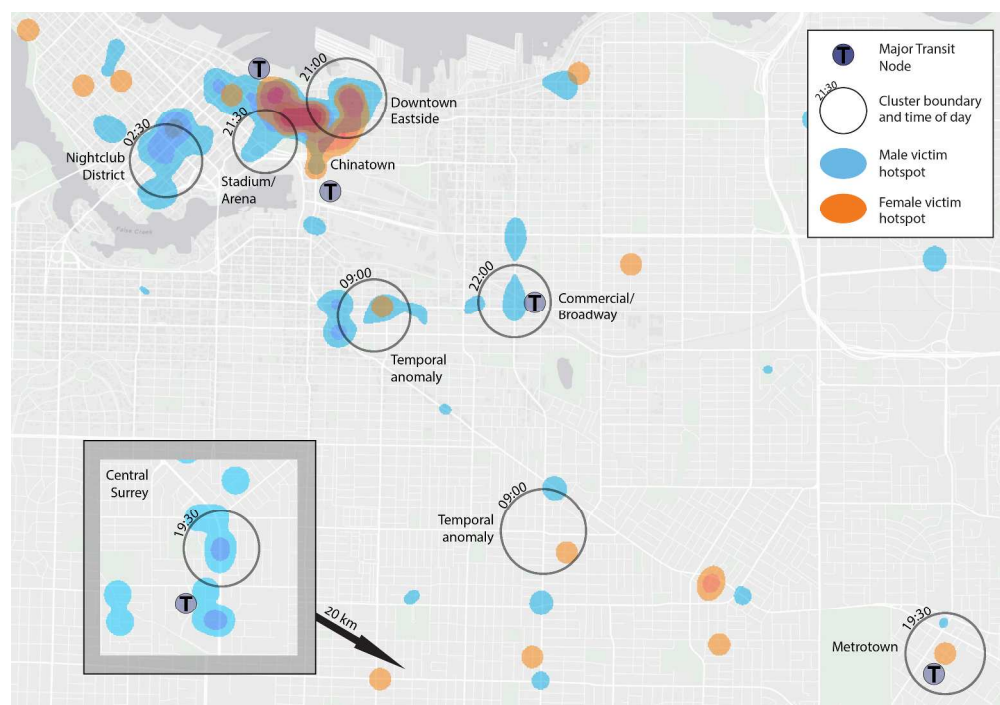 T
Major Transit
Node
21:30
Cluster boundary
and time of day
Male victim
hotspot
Female victim
hotspot
T
21:00
Downtown
Eastside
02:30
Nightclub
District
21:30
Stadium/
Arena
Chinatown
T
False Creek
09:00
Temporal
anomaly
22:00
T
Commercial/
Broadway
Central
Surrey
19:30
T
20 km
09:00
Temporal
anomaly
19:30
Metrotown
T